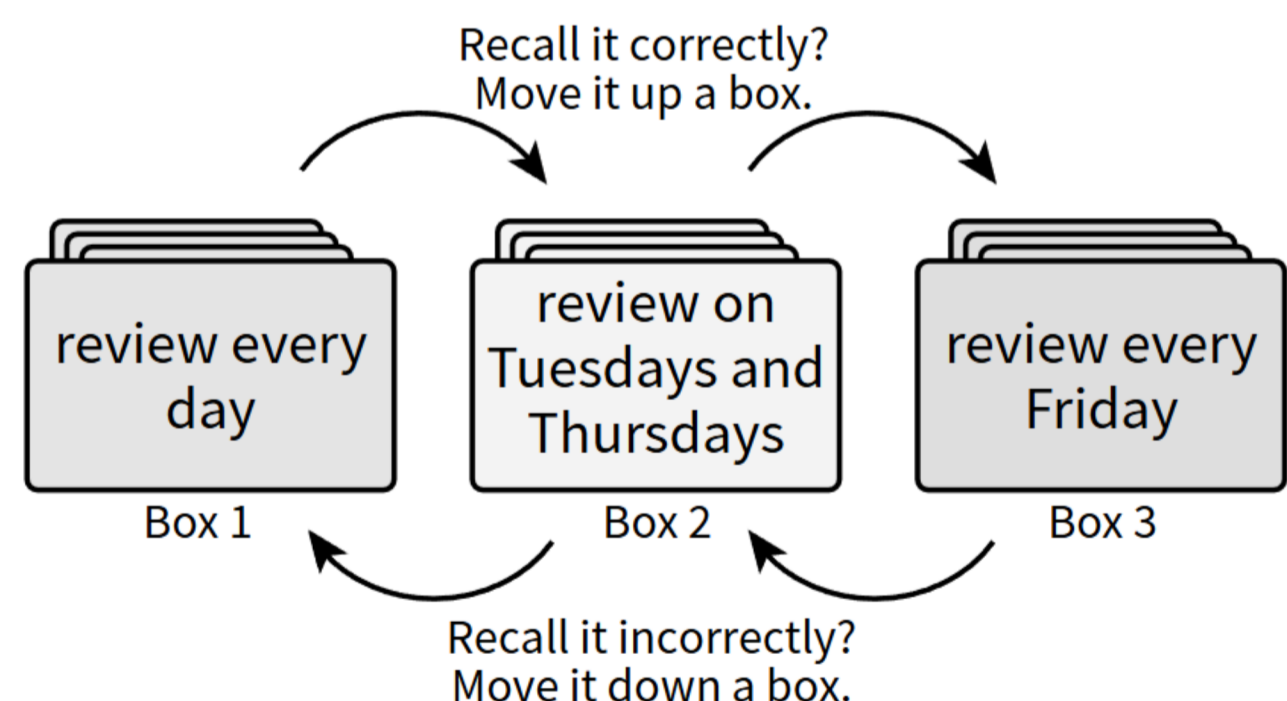 Recall it correctly?
Move it up a box.
review every
day
review on
Tuesdays and
Thursdays
review every
Friday
Box 1
Box 2
Box 3
Recall it incorrectly?
Move it down a box.